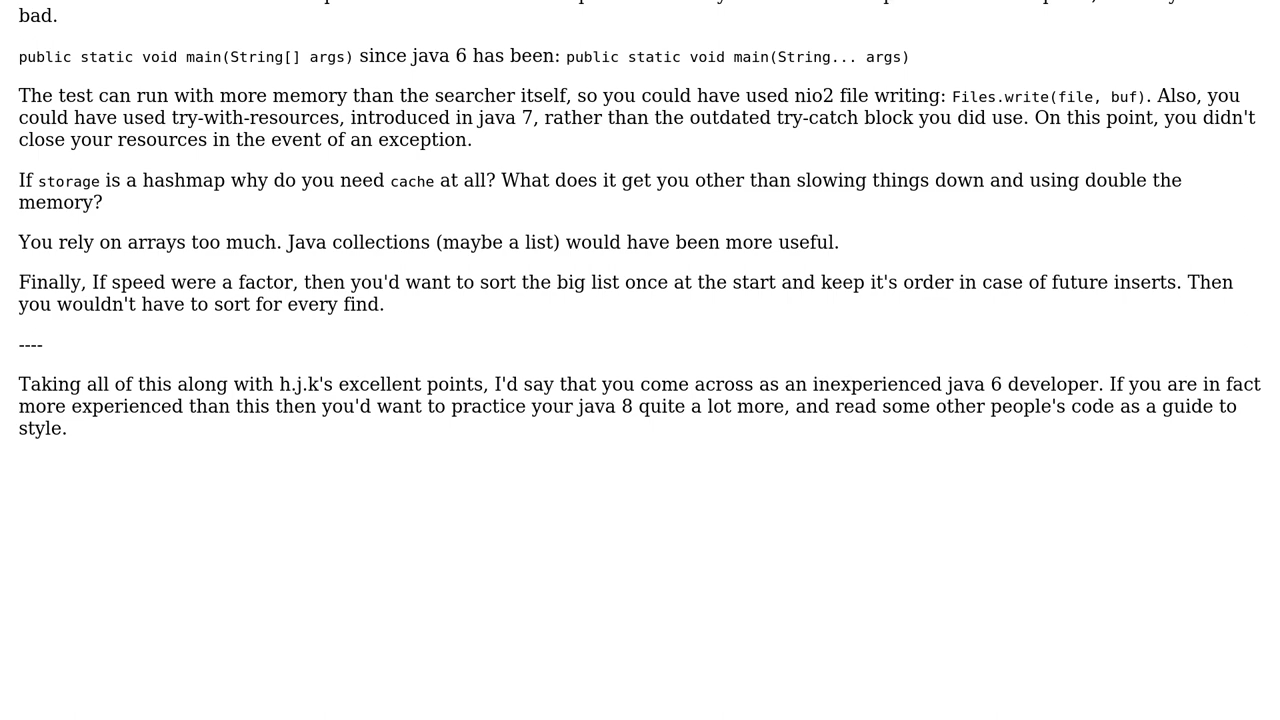 bad.
public static void main(String[] args) since java 6 has been: public static void main(String... args)
The test can run with more memory than the searcher itself, so you could have used nio2 file writing: Files.write(file, buf). Also, you
could have used try-with-resources, introduced in java 7, rather than the outdated try-catch block you did use. On this point, you didn't
close your resources in the event of an exception.
If storage is a hashmap why do you need cache at all? What does it get you other than slowing things down and using double the
memory?
You rely on arrays too much. Java collections (maybe a list) would have been more useful.
Finally, If speed were a factor, then you'd want to sort the big list once at the start and keep it's order in case of future inserts. Then
you wouldn't have to sort for every find.
----
Taking all of this along with h.j.k's excellent points, I'd say that you come across as an inexperienced java 6 developer. If you are in fact
more experienced than this then you'd want to practice your java 8 quite a lot more, and read some other people's code as a guide to
style.